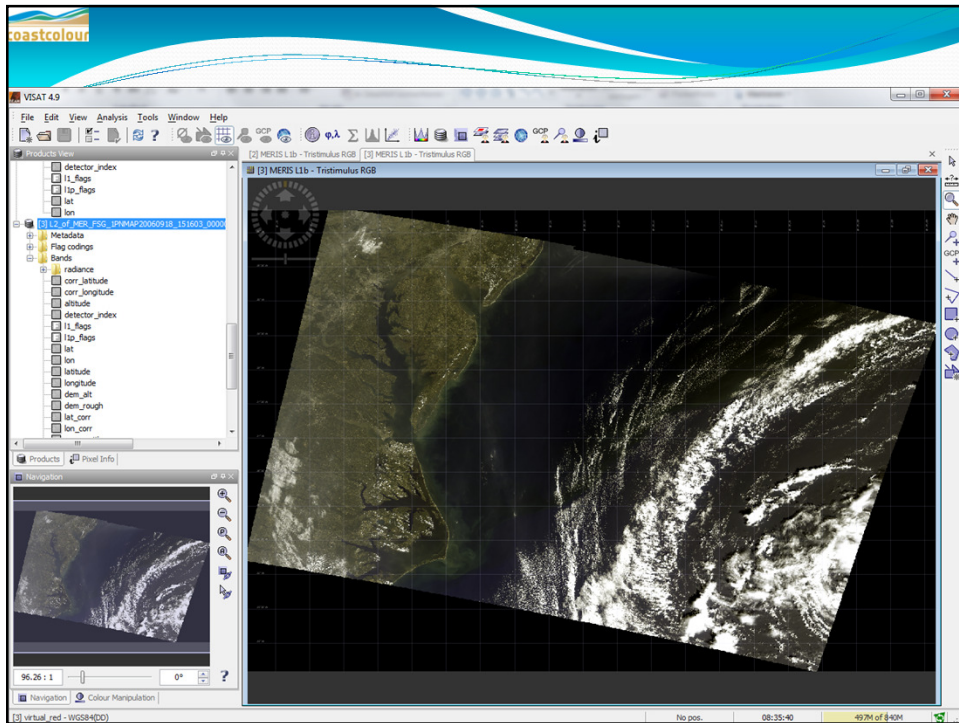 coastcolour
VISAT 4.9
File Edit View Analysis Tools Window Help
GCP φ,λ Σ GCP
Products View
[2] MERIS L1b - Tristimulus RGB [3] MERIS L1b - Tristimulus RGB
[3] MERIS L1b - Tristimulus RGB
detector_index
l1_flags
l1p_flags
lat
lon
[3] L2_of_MER_FSG_1PNMAP20060918_151603_0000
Metadata
Flag codings
Bands
radiance
corr_latitude
corr_longitude
altitude
detector_index
l1_flags
l1p_flags
lat
lon
latitude
longitude
dem_alt
dem_rough
lat_corr
lon_corr
GCP
Products Pixel Info
Navigation
96.26 : 1 0° ?
Navigation Colour Manipulation
[3] virtual_red - WGS84(DD) No pos. 08:35:40 497M of 840M